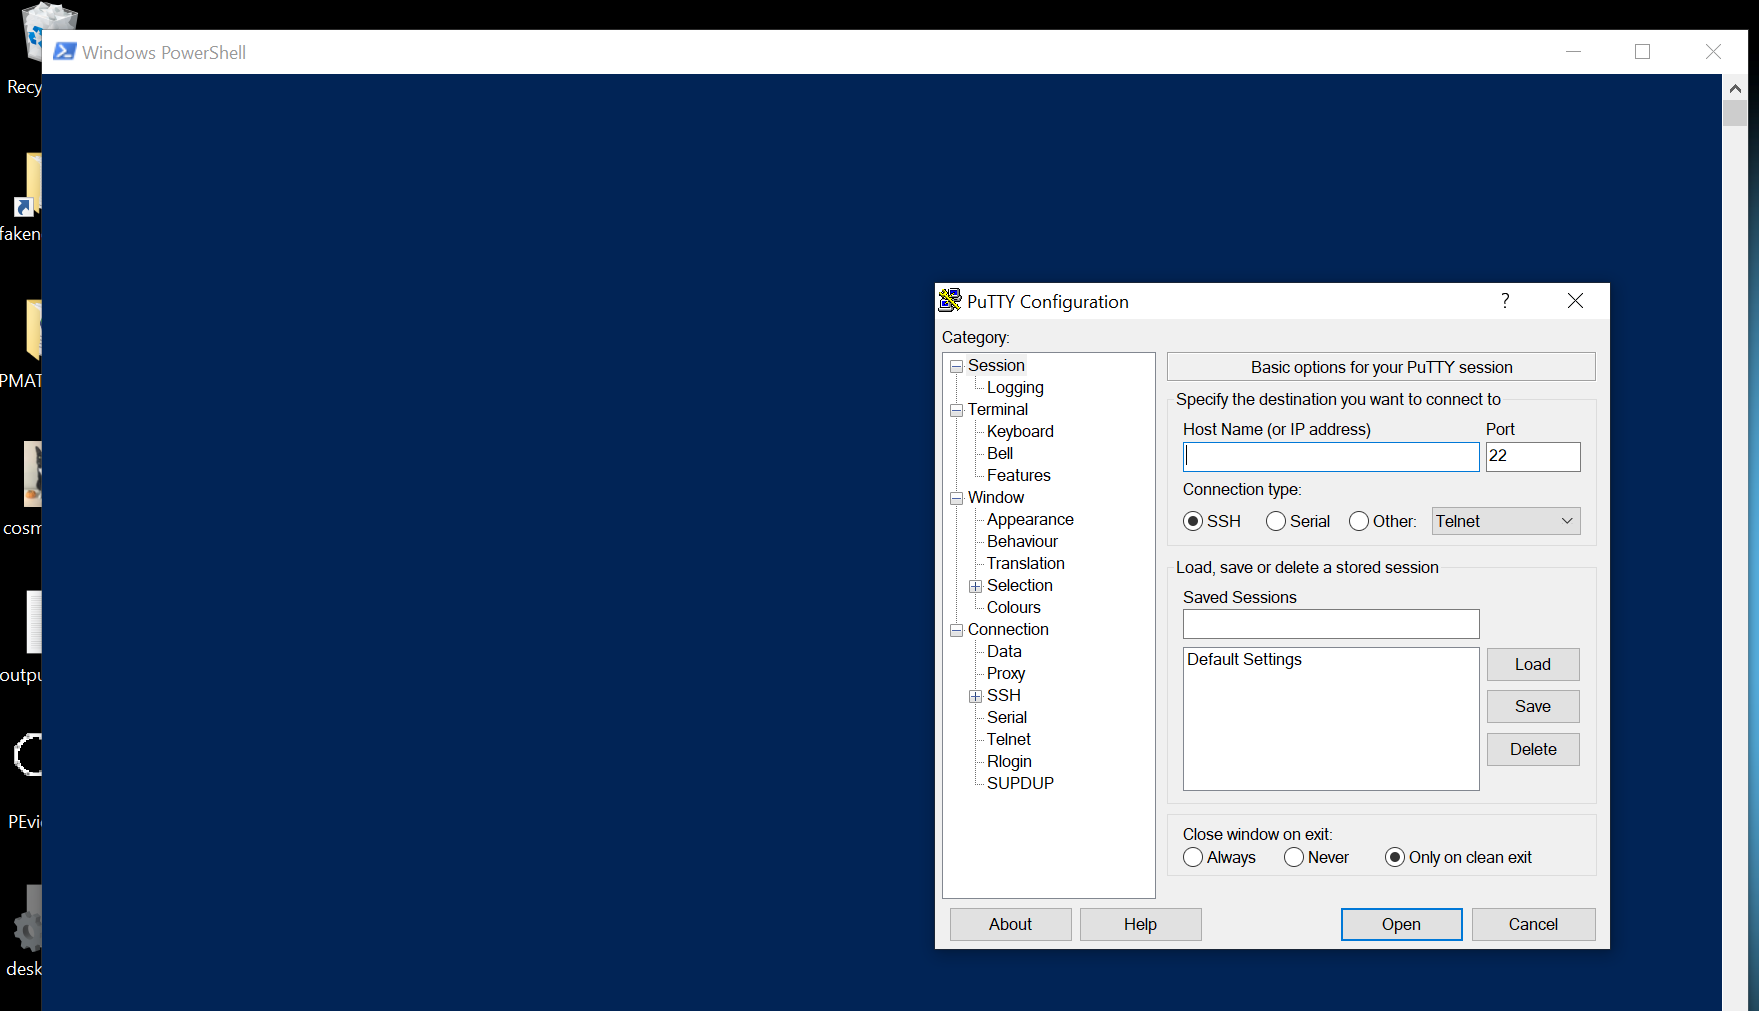 Windows PowerShell
Recy
faken
PMAT
cosm
outpu
PEvi
desk
PuTTY Configuration
?
Category:
Session
Logging
Terminal
Keyboard
Bell
Features
Window
Appearance
Behaviour
Translation
Selection
Colours
Connection
Data
Proxy
SSH
Serial
Telnet
Rlogin
SUPDUP
Basic options for your PuTTY session
Specify the destination you want to connect to
Host Name (or IP address) Port
22
Connection type:
SSH Serial Other: Telnet
Load, save or delete a stored session
Saved Sessions
Default Settings
Load
Save
Delete
Close window on exit:
Always Never Only on clean exit
About Help Open Cancel